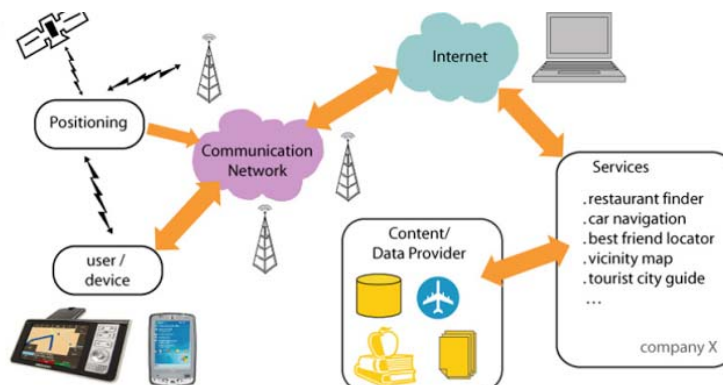 Positioning
Communication
Network
Internet
user /
device
Content/
Data Provider
Services
.restaurant finder
.car navigation
.best friend locator
.vicinity map
.tourist city guide
...
company X